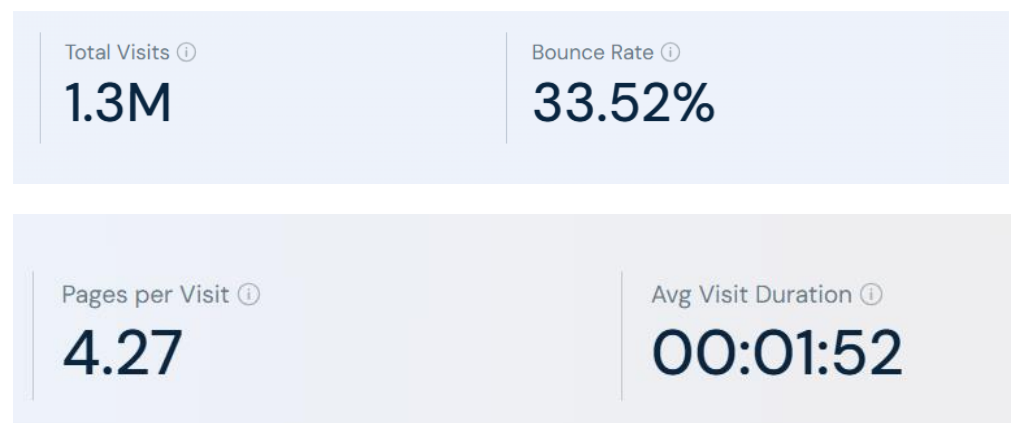 Total Visits
Bounce Rate
1.3M
33.52%
Pages per Visit
Avg Visit Duration
4.27
00:01:52